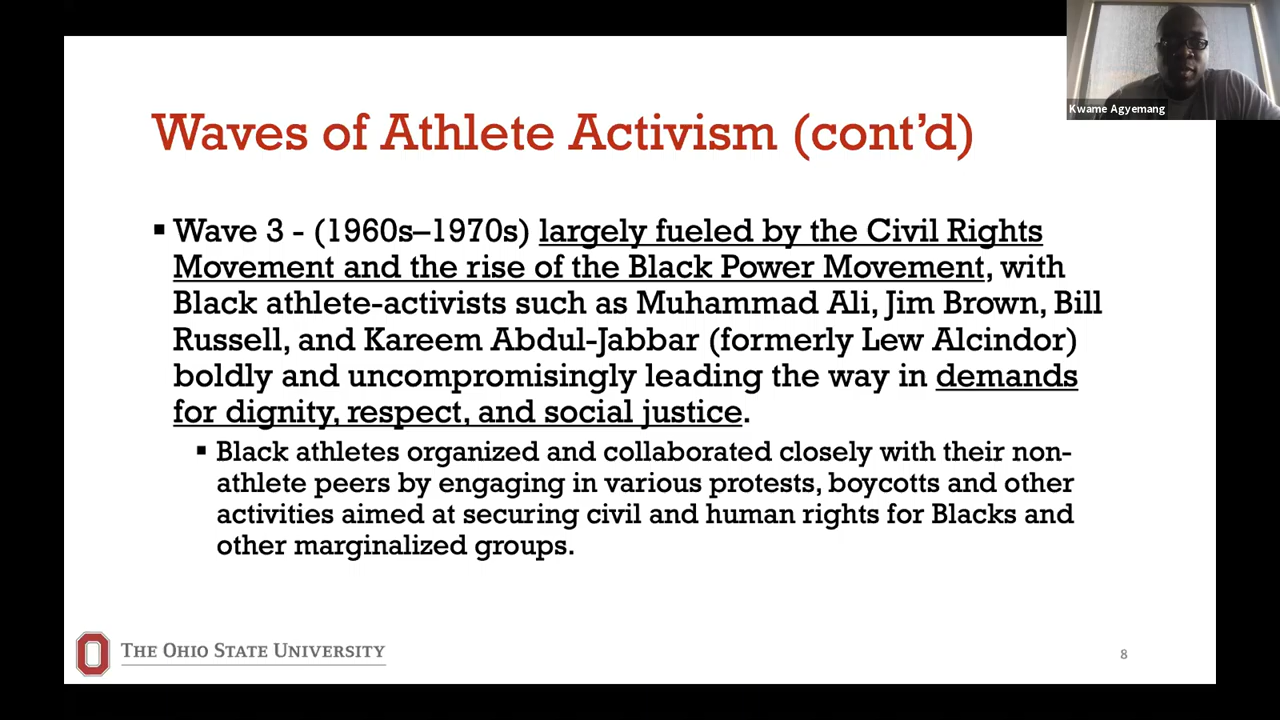 Kwame Agyemang
Waves of Athlete Activism (cont’d)
▪ Wave 3 - (1960s–1970s) largely fueled by the Civil Rights
Movement and the rise of the Black Power Movement, with
Black athlete-activists such as Muhammad Ali, Jim Brown, Bill
Russell, and Kareem Abdul-Jabbar (formerly Lew Alcindor)
boldly and uncompromisingly leading the way in demands
for dignity, respect, and social justice.
▪ Black athletes organized and collaborated closely with their non-
athlete peers by engaging in various protests, boycotts and other
activities aimed at securing civil and human rights for Blacks and
other marginalized groups.
THE OHIO STATE UNIVERSITY
8